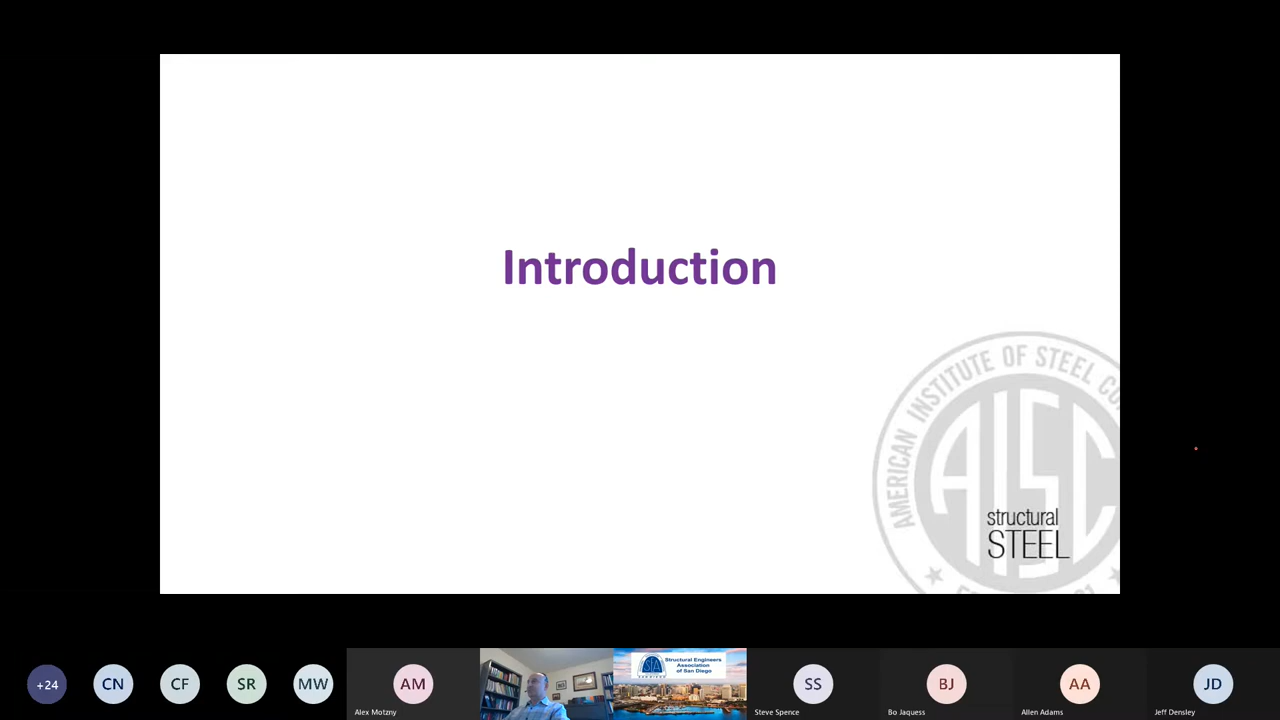 Introduction
AMERICAN INSTITUTE OF STEEL CO
AISC
structural
STEEL
+24
CN
CF
SR
MW
AM
Alex Motzny
Structural Engineers
Association
of San Diego
SS
Steve Spence
BJ
Bo Jaquess
AA
Allen Adams
JD
Jeff Densley